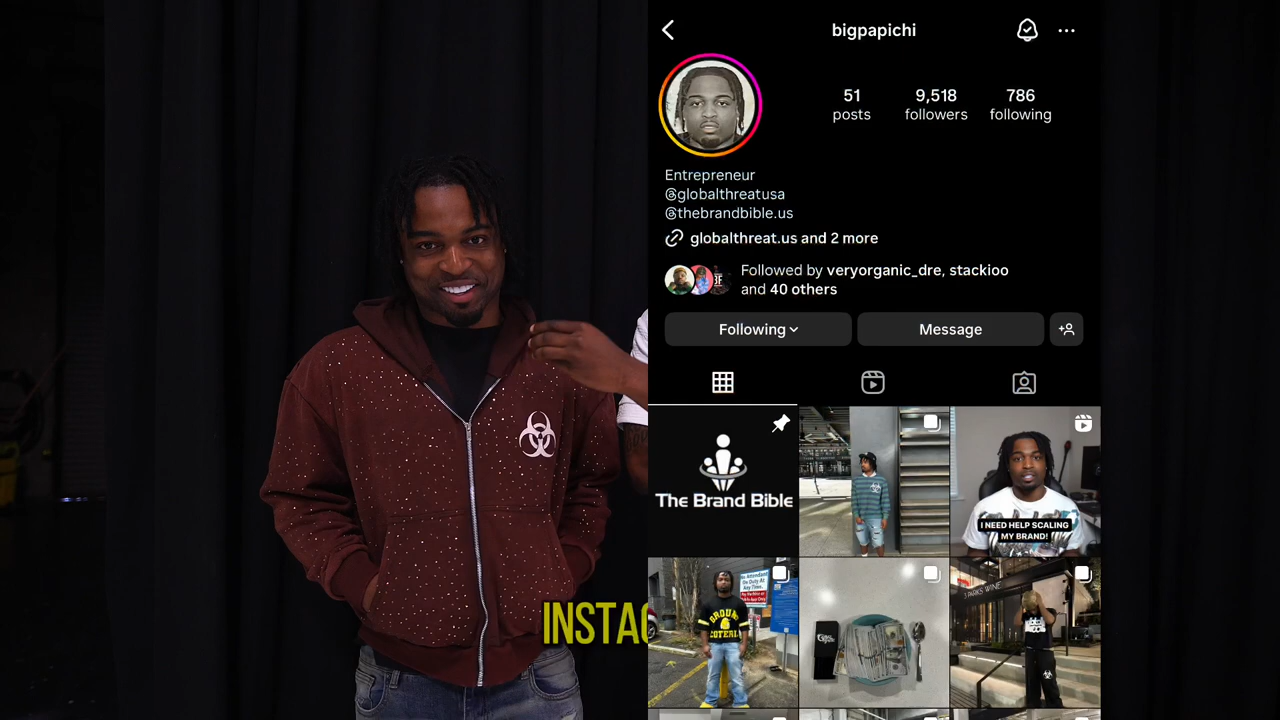 bigpapichi
51
posts
9,518
followers
786
following
Entrepreneur
@globalthreatusa
@thebrandbible.us
globalthreat.us and 2 more
Followed by veryorganic_dre, stackioo
and 40 others
Following
Message
The Brand Bible
I NEED HELP SCALING
MY BRAND!
INSTAG